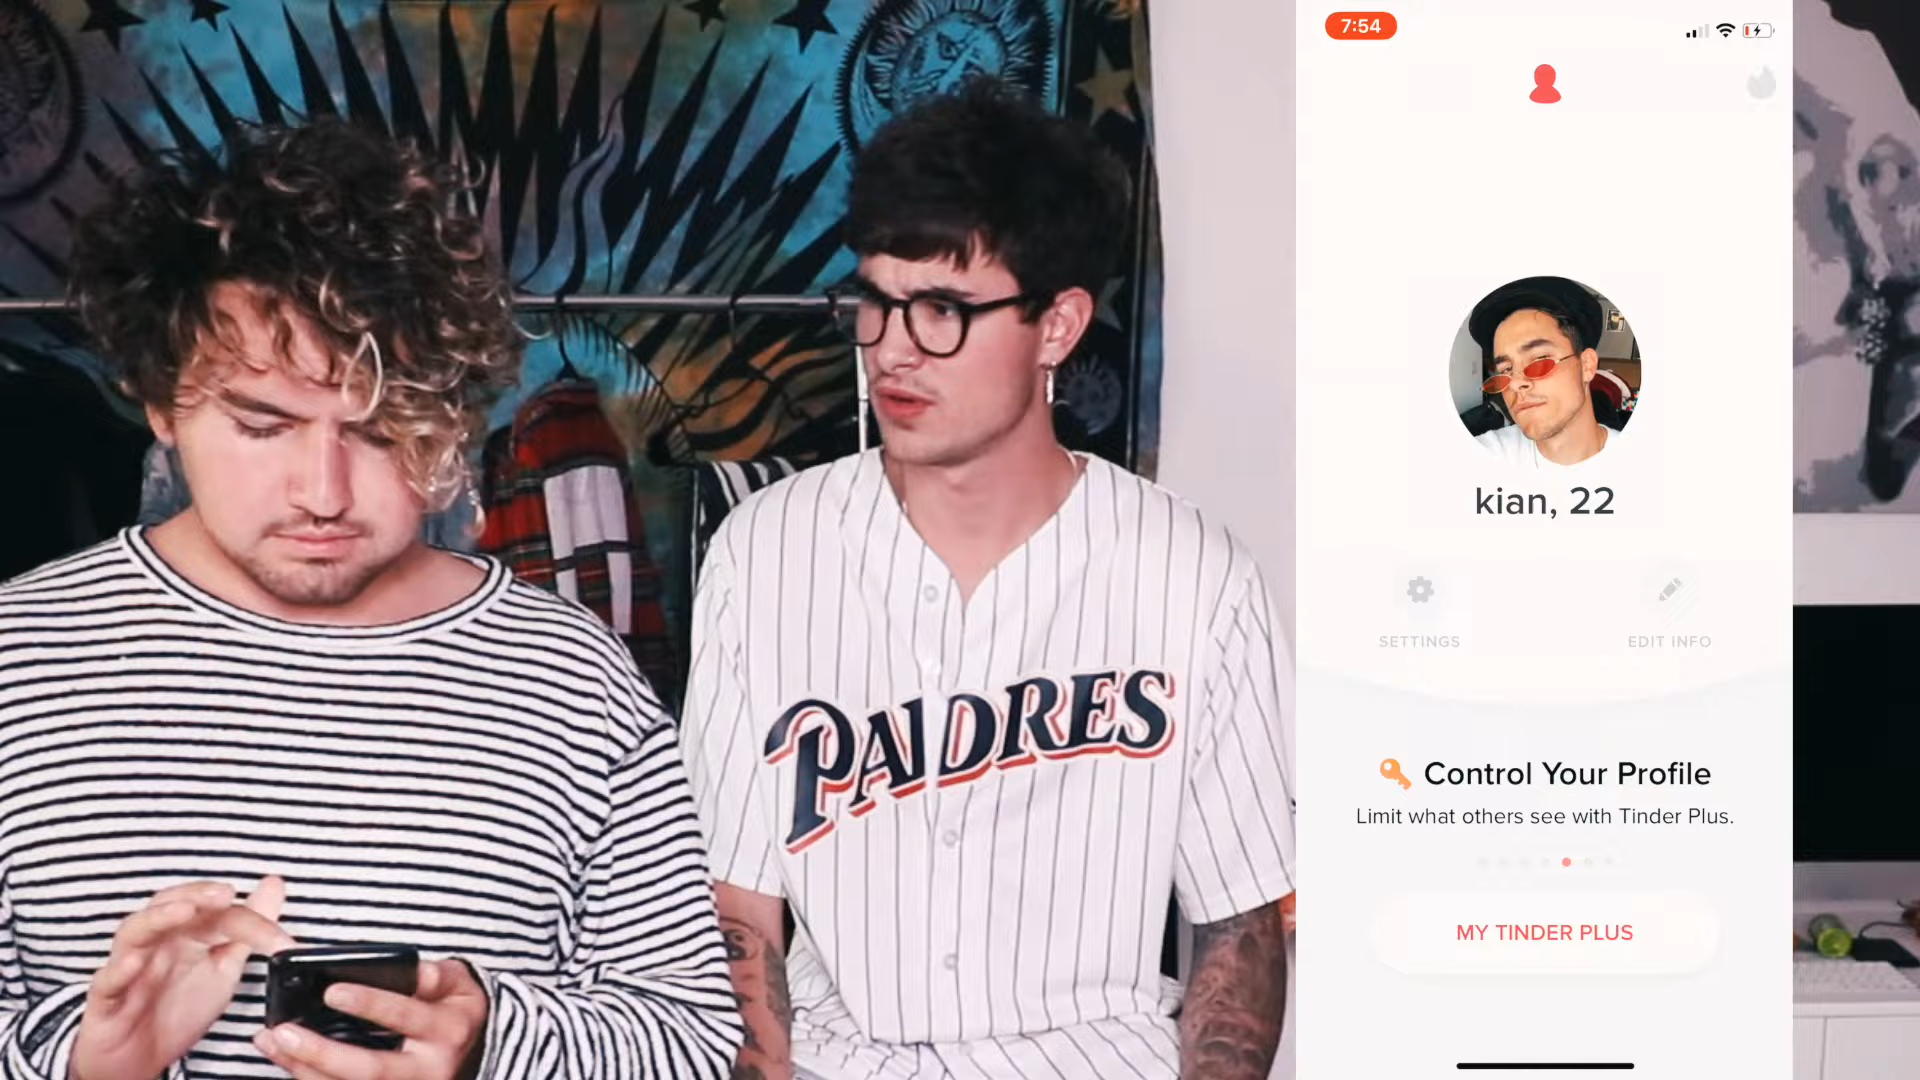 PADRES
7:54
kian, 22
SETTINGS
EDIT INFO
Control Your Profile
Limit what others see with Tinder Plus.
MY TINDER PLUS